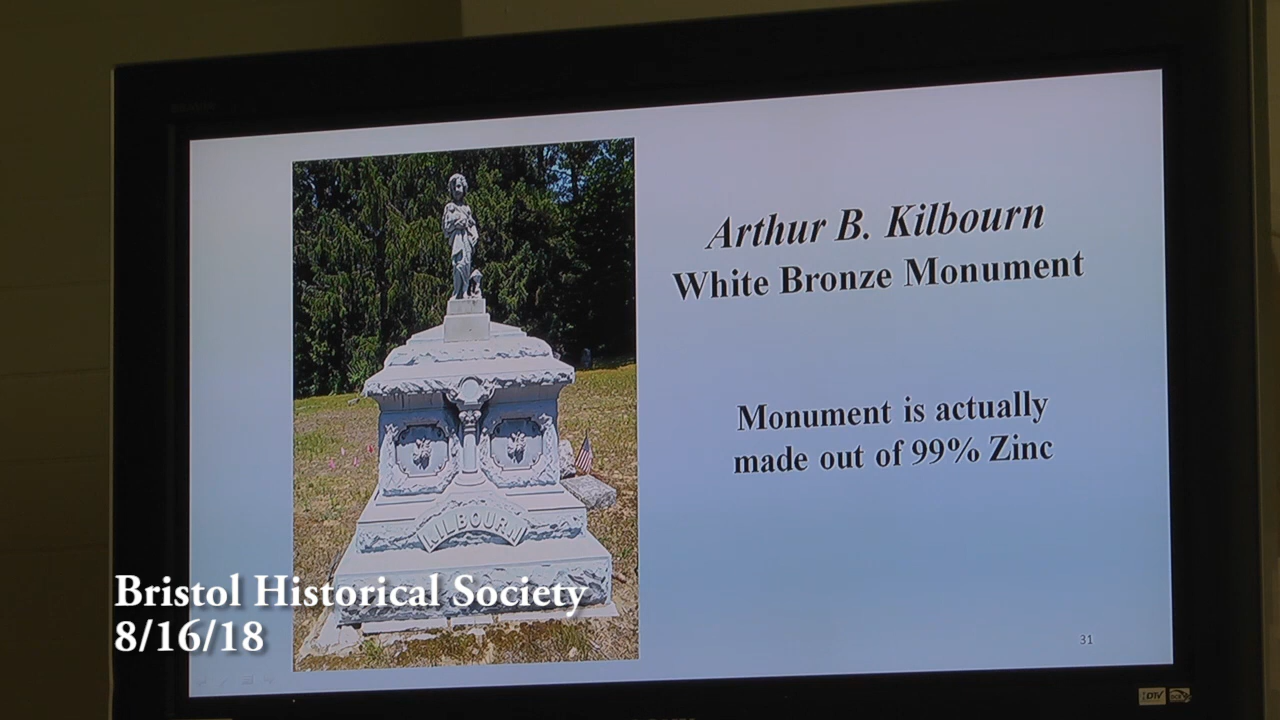 Arthur B. Kilbourn
White Bronze Monument
Monument is actually
made out of 99% Zinc
KILBOURN
Bristol Historical Society
8/16/18
31
DTV